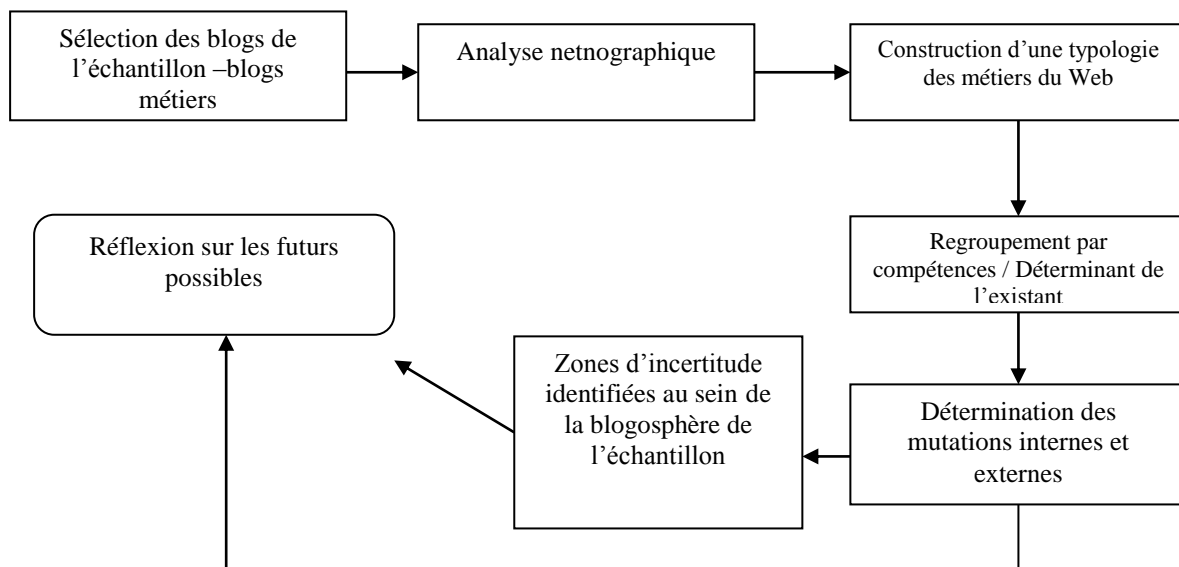 Sélection des blogs de
l’échantillon –blogs
métiers
Analyse netnographique
Construction d’une typologie
des métiers du Web
Regroupement par
compétences / Déterminant de
l’existant
Détermination des
mutations internes et
externes
Zones d’incertitude
identifiées au sein de
la blogosphère de
l’échantillon
Réflexion sur les futurs
possibles